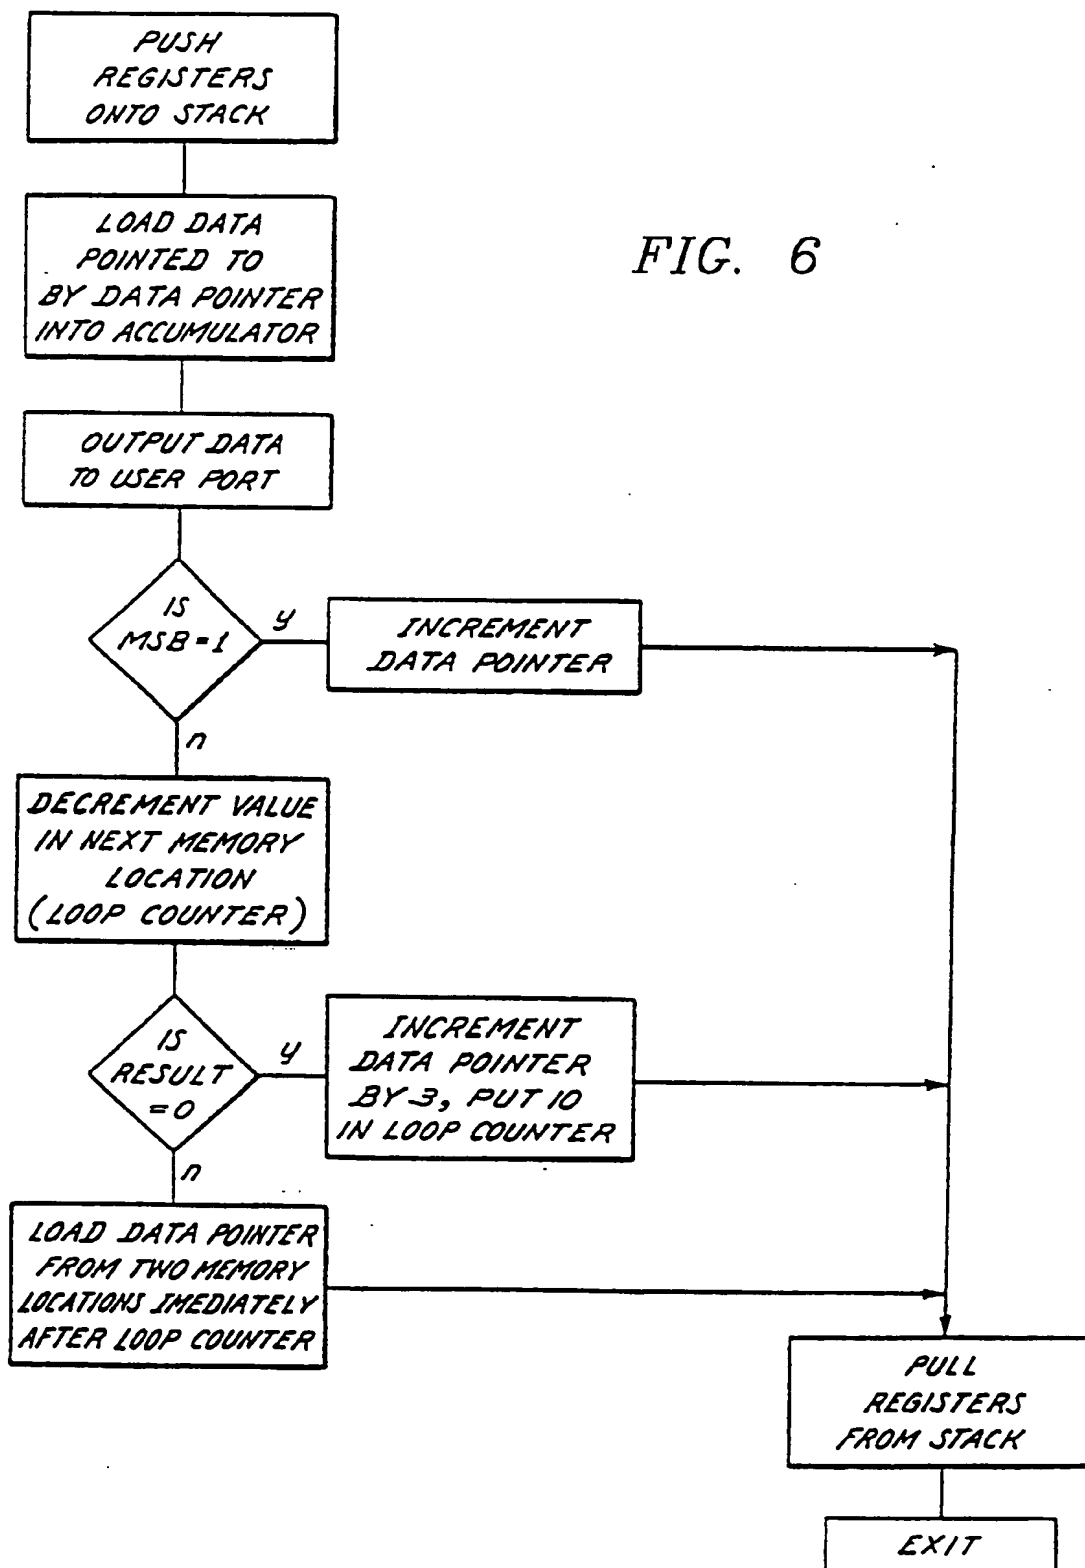 PUSH
REGISTERS
ONTO STACK
LOAD DATA
POINTED TO
BY DATA POINTER
INTO ACCUMULATOR
FIG. 6
OUTPUT DATA
TO USER PORT
IS
MSB=1
y
INCREMENT
DATA POINTER
n
DECREMENT VALUE
IN NEXT MEMORY
LOCATION
(LOOP COUNTER)
IS
RESULT
=0
y
INCREMENT
DATA POINTER
BY 3, PUT 10
IN LOOP COUNTER
n
LOAD DATA POINTER
FROM TWO MEMORY
LOCATIONS IMEDIATELY
AFTER LOOP COUNTER
PULL
REGISTERS
FROM STACK
EXIT